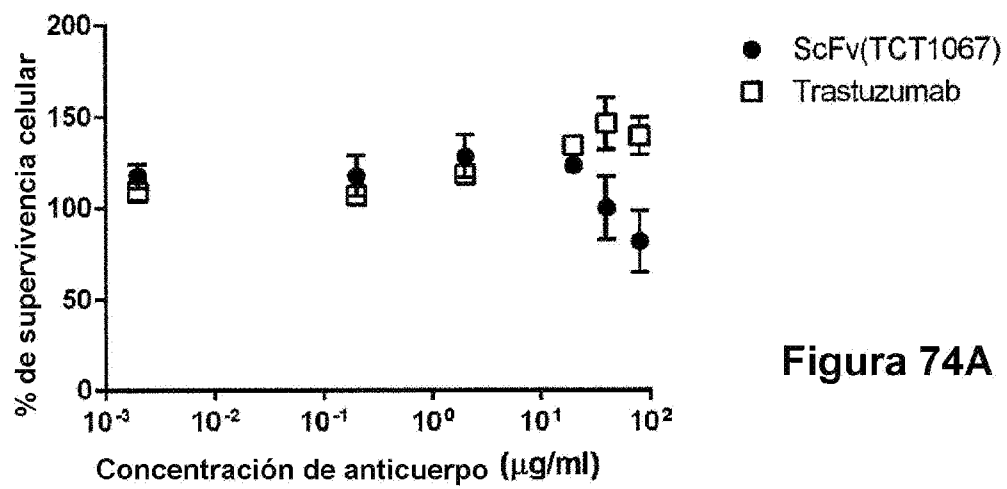 200
150
100
50
0
% de supervivencia celular
10⁻³ 10⁻² 10⁻¹ 10⁰ 10¹ 10²
Concentración de anticuerpo (µg/ml)
ScFv(TCT1067)
Trastuzumab
Figura 74A